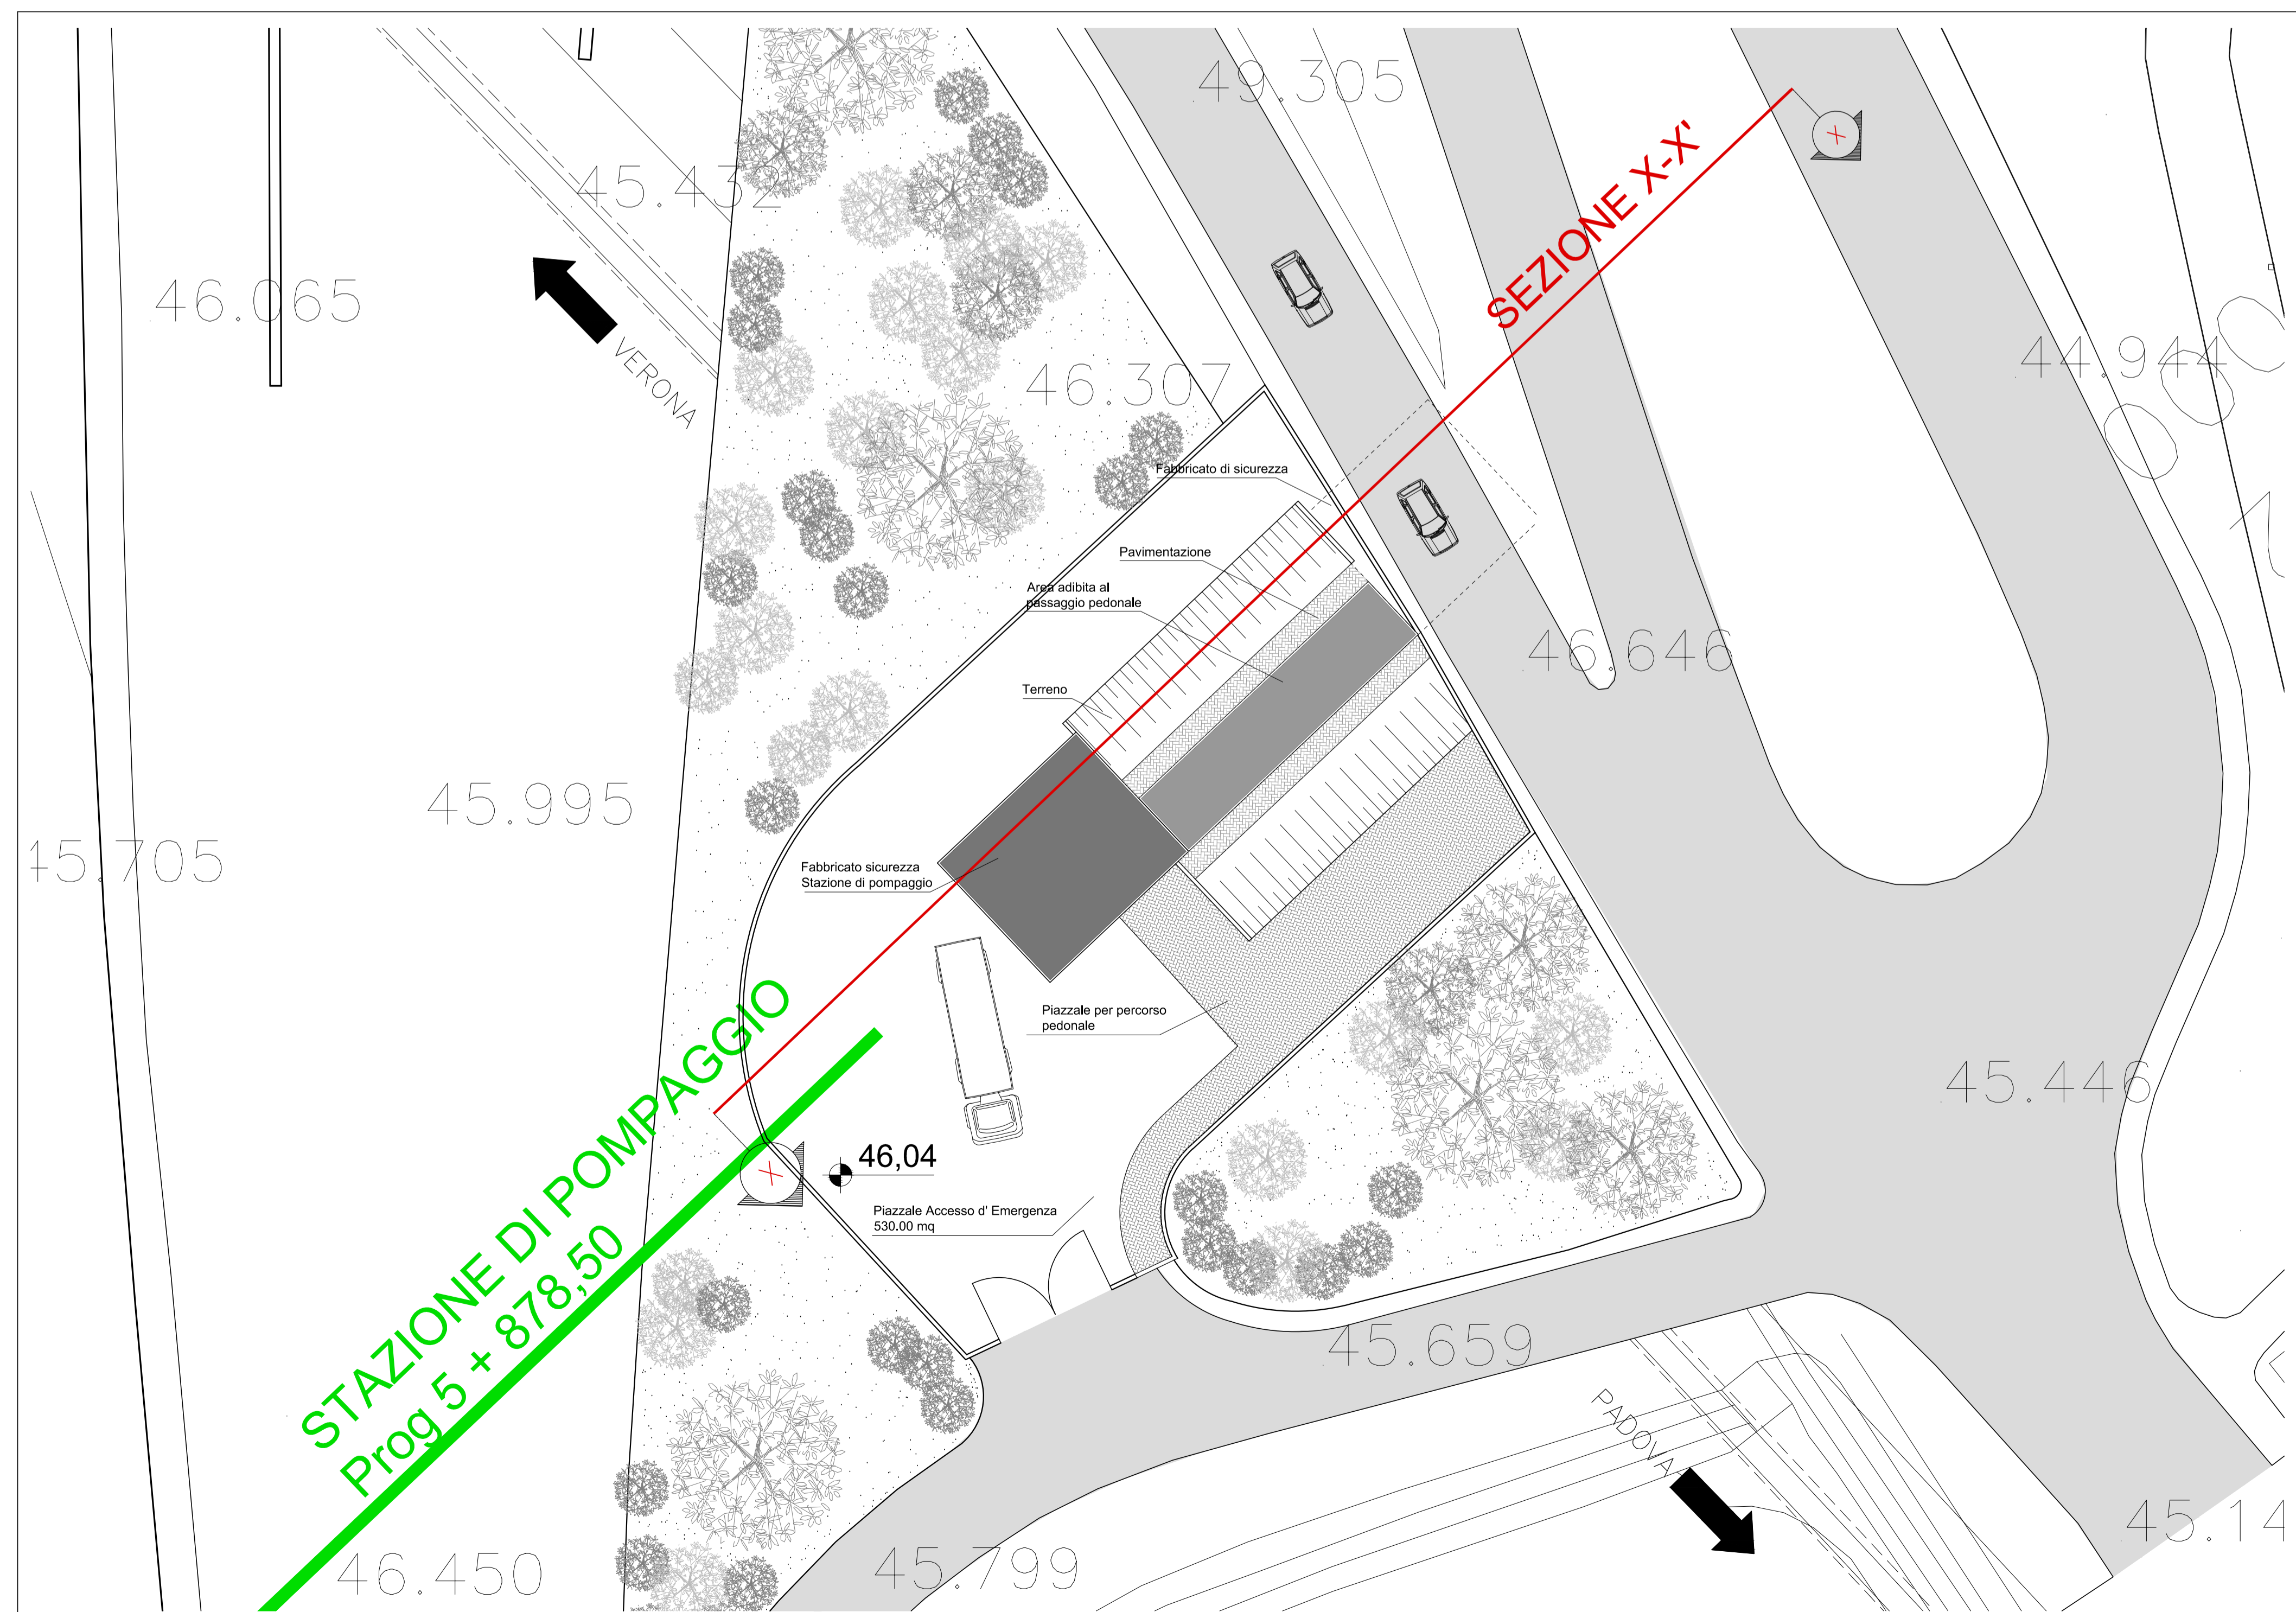 49.305
45.432
SEZIONE X-X'
X
46.065
VERONA
44.944
46.307
Fabbricato di sicurezza
Pavimentazione
Area adibita al
passaggio pedonale
46.646
Terreno
45.995
45.705
Fabbricato sicurezza
Stazione di pompaggio
Piazzale per percorso
pedonale
45.446
STAZIONE DI POMPAGGIO
Prog 5 + 878,50
X
46,04
Piazzale Accesso d' Emergenza
530.00 mq
45.659
PADOVA
45.14
46.450
45.799